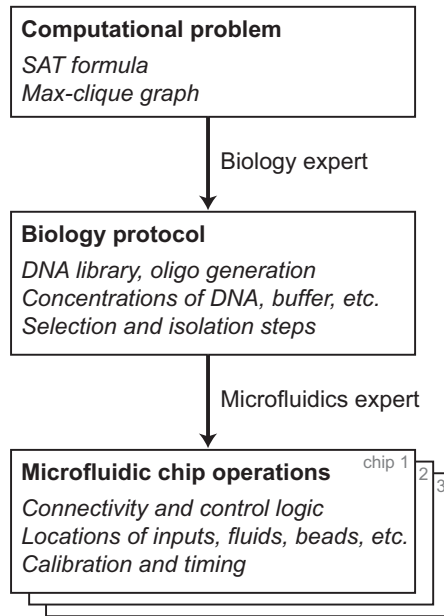 Computational problem
SAT formula
Max-clique graph
Biology expert
Biology protocol
DNA library, oligo generation
Concentrations of DNA, buffer, etc.
Selection and isolation steps
Microfluidics expert
chip 1
2
3
Microfluidic chip operations
Connectivity and control logic
Locations of inputs, fluids, beads, etc.
Calibration and timing